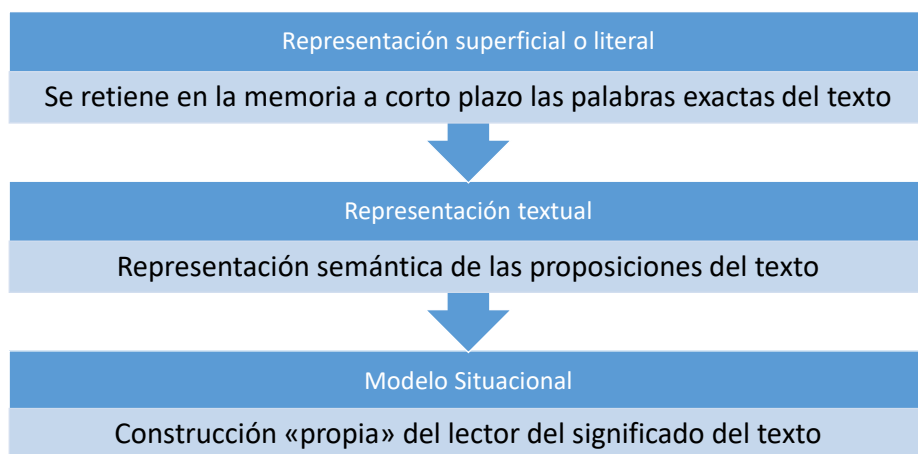 Representación superficial o literal
Se retiene en la memoria a corto plazo las palabras exactas del texto
Representación textual
Representación semántica de las proposiciones del texto
Modelo Situacional
Construcción «propia» del lector del significado del texto